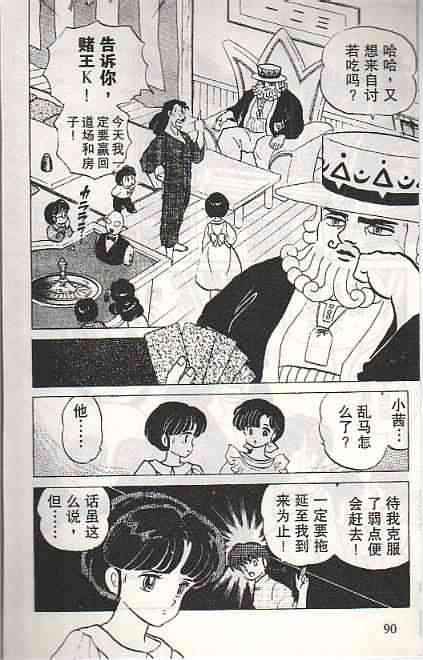 哈哈，又
想来自讨
若吃吗？
告诉你，
赌王K！
今天我一
定要赢回
道场和房
子！
小茜…
乱马怎
么了？
他……
待我克服
了弱点便
会赶去！
一定要拖
延至我到
来为止！
话虽这
么说，
但……
90